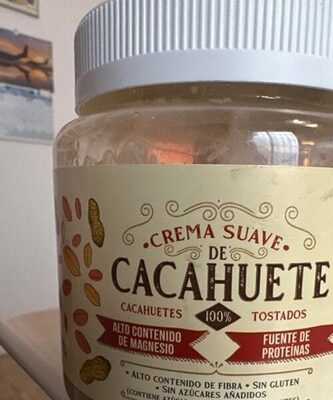 CREMA SUAVE
DE
CACAHUETE
CACAHUETES 100% TOSTADOS
ALTO CONTENIDO
DE MAGNESIO
FUENTE DE
PROTEÍNAS
• ALTO CONTENIDO DE FIBRA • SIN GLUTEN
• SIN AZÚCARES AÑADIDOS